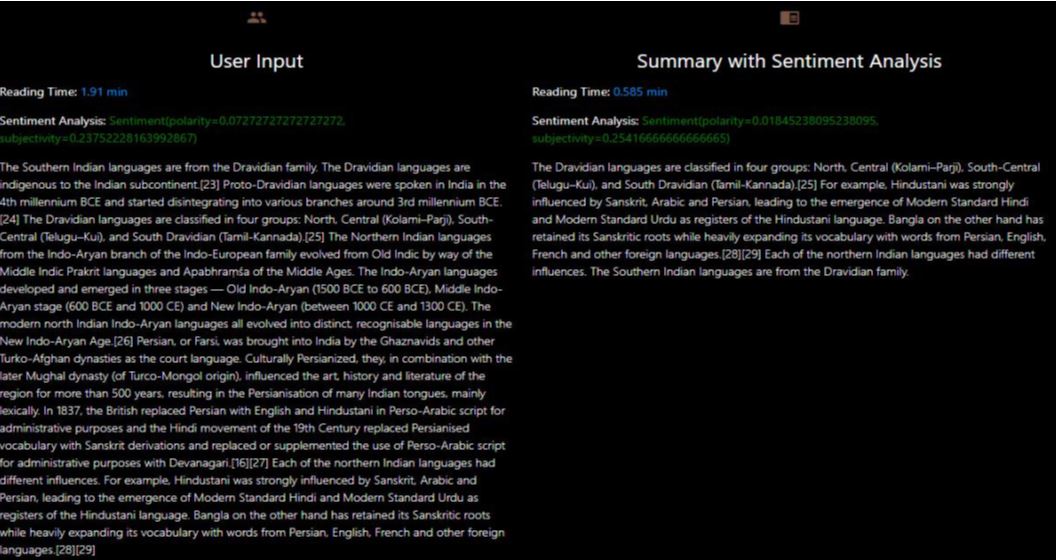 User Input
Reading Time: 1.91 min
Sentiment Analysis: Sentiment(polarity=0.07272727272727272,
subjectivity=0.23752228163992867)
The Southern Indian languages are from the Dravidian family. The Dravidian languages are
indigenous to the Indian subcontinent.[23] Proto-Dravidian languages were spoken in India in the
4th millennium BCE and started disintegrating into various branches around 3rd millennium BCE.
[24] The Dravidian languages are classified in four groups: North, Central (Kolami–Parji), South-
Central (Telugu–Kui), and South Dravidian (Tamil-Kannada).[25] The Northern Indian languages
from the Indo-Aryan branch of the Indo-European family evolved from Old Indic by way of the
Middle Indic Prakrit languages and Apabhraṃśa of the Middle Ages. The Indo-Aryan languages
developed and emerged in three stages — Old Indo-Aryan (1500 BCE to 600 BCE), Middle Indo-
Aryan stage (600 BCE and 1000 CE) and New Indo-Aryan (between 1000 CE and 1300 CE). The
modern north Indian Indo-Aryan languages all evolved into distinct, recognisable languages in the
New Indo-Aryan Age.[26] Persian, or Farsi, was brought into India by the Ghaznavids and other
Turko-Afghan dynasties as the court language. Culturally Persianized, they, in combination with the
later Mughal dynasty (of Turco-Mongol origin), influenced the art, history and literature of the
region for more than 500 years, resulting in the Persianisation of many Indian tongues, mainly
lexically. In 1837, the British replaced Persian with English and Hindustani in Perso-Arabic script for
administrative purposes and the Hindi movement of the 19th Century replaced Persianised
vocabulary with Sanskrit derivations and replaced or supplemented the use of Perso-Arabic script
for administrative purposes with Devanagari.[16][27] Each of the northern Indian languages had
different influences. For example, Hindustani was strongly influenced by Sanskrit, Arabic and
Persian, leading to the emergence of Modern Standard Hindi and Modern Standard Urdu as
registers of the Hindustani language. Bangla on the other hand has retained its Sanskritic roots
while heavily expanding its vocabulary with words from Persian, English, French and other foreign
languages.[28][29]
Summary with Sentiment Analysis
Reading Time: 0.585 min
Sentiment Analysis: Sentiment(polarity=0.01845238095238095,
subjectivity=0.25416666666666665)
The Dravidian languages are classified in four groups: North, Central (Kolami–Parji), South-Central
(Telugu–Kui), and South Dravidian (Tamil-Kannada).[25] For example, Hindustani was strongly
influenced by Sanskrit, Arabic and Persian, leading to the emergence of Modern Standard Hindi
and Modern Standard Urdu as registers of the Hindustani language. Bangla on the other hand has
retained its Sanskritic roots while heavily expanding its vocabulary with words from Persian, English,
French and other foreign languages.[28][29] Each of the northern Indian languages had different
influences. The Southern Indian languages are from the Dravidian family.